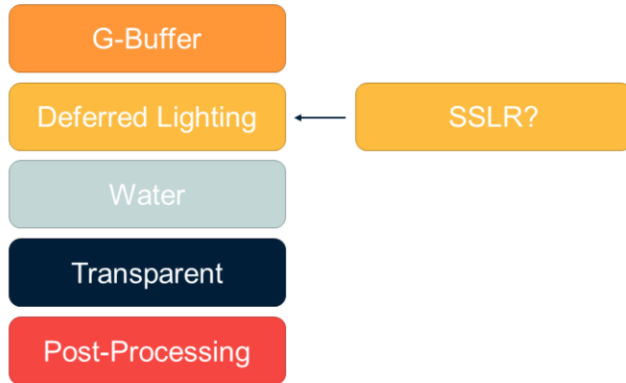 G-Buffer
Deferred Lighting
SSLR?
Water
Transparent
Post-Processing